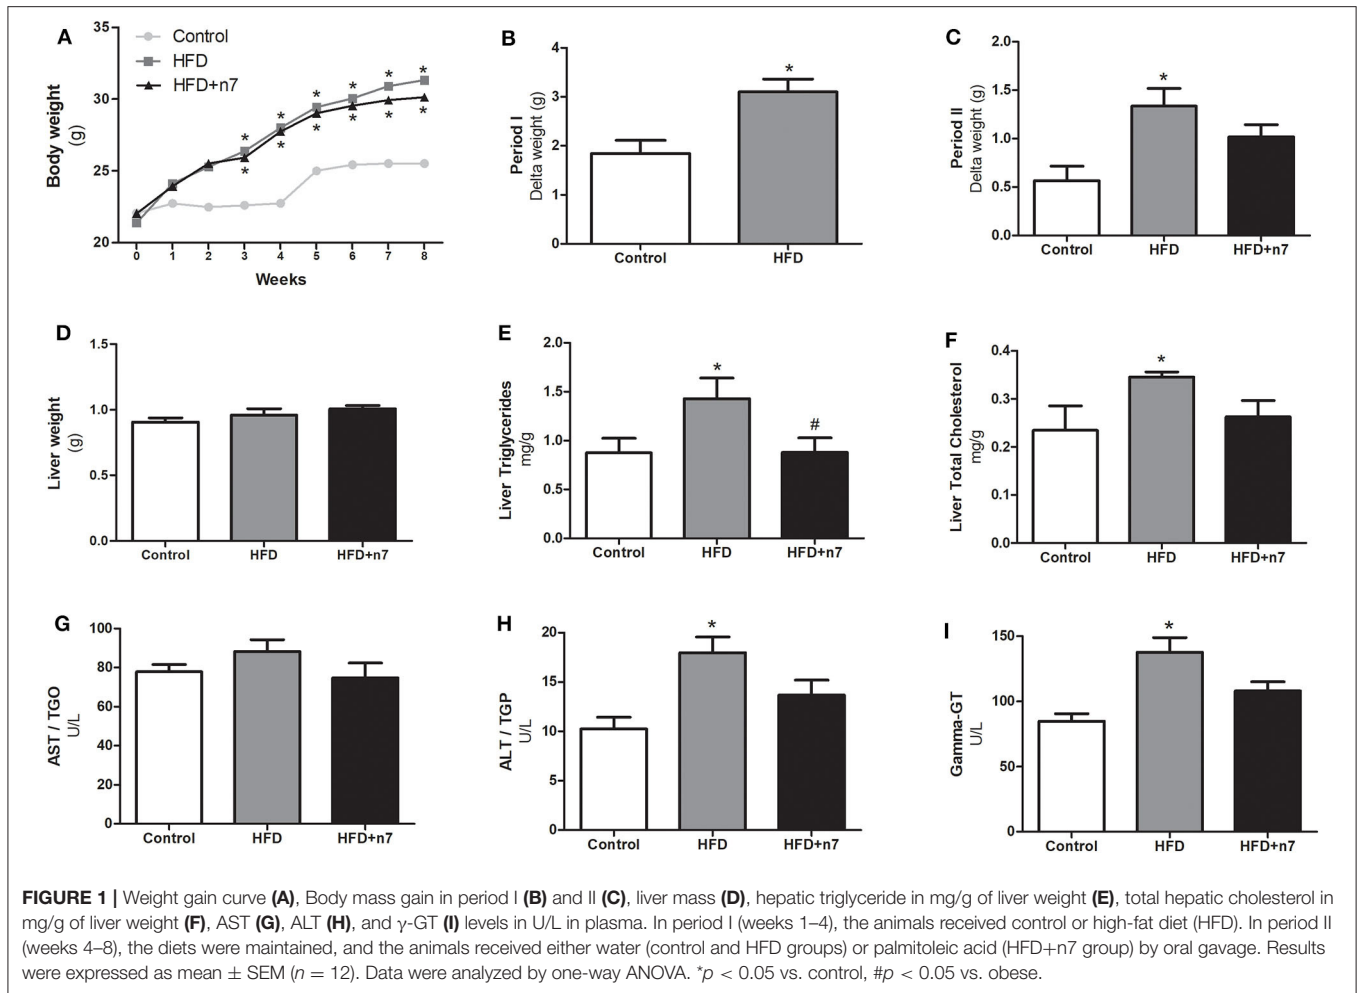 A
Control
HFD
HFD+n7
Body weight
(g)
35
30
25
20
* * * * * *
* * * * * *
0 1 2 3 4 5 6 7 8
Weeks
B
Period I
Delta weight (g)
4
3
2
1
0
*
Control HFD
C
Period II
Delta weight (g)
2.0
1.5
1.0
0.5
0.0
*
Control HFD HFD+n7
D
Liver weight
(g)
1.5
1.0
0.5
0.0
Control HFD HFD+n7
E
Liver Triglycerides
mg/g
2.0
1.5
1.0
0.5
0.0
*
#
Control HFD HFD+n7
F
Liver Total Cholesterol
mg/g
0.4
0.3
0.2
0.1
0.0
*
Control HFD HFD+n7
G
AST / TGO
U/L
100
80
60
40
20
0
Control HFD HFD+n7
H
ALT / TGP
U/L
20
15
10
5
0
*
Control HFD HFD+n7
I
Gamma-GT
U/L
150
100
50
0
*
Control HFD HFD+n7
FIGURE 1 | Weight gain curve (A), Body mass gain in period I (B) and II (C), liver mass (D), hepatic triglyceride in mg/g of liver weight (E), total hepatic cholesterol in
mg/g of liver weight (F), AST (G), ALT (H), and γ-GT (I) levels in U/L in plasma. In period I (weeks 1–4), the animals received control or high-fat diet (HFD). In period II
(weeks 4–8), the diets were maintained, and the animals received either water (control and HFD groups) or palmitoleic acid (HFD+n7 group) by oral gavage. Results
were expressed as mean ± SEM (n = 12). Data were analyzed by one-way ANOVA. *p < 0.05 vs. control, #p < 0.05 vs. obese.